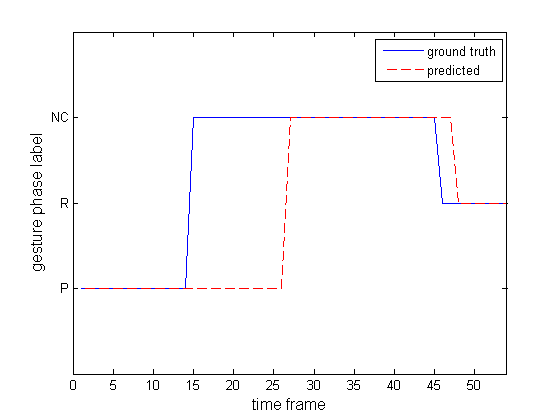 ground truth
predicted
NC
R
P
gesture phase label
0 5 10 15 20 25 30 35 40 45 50
time frame